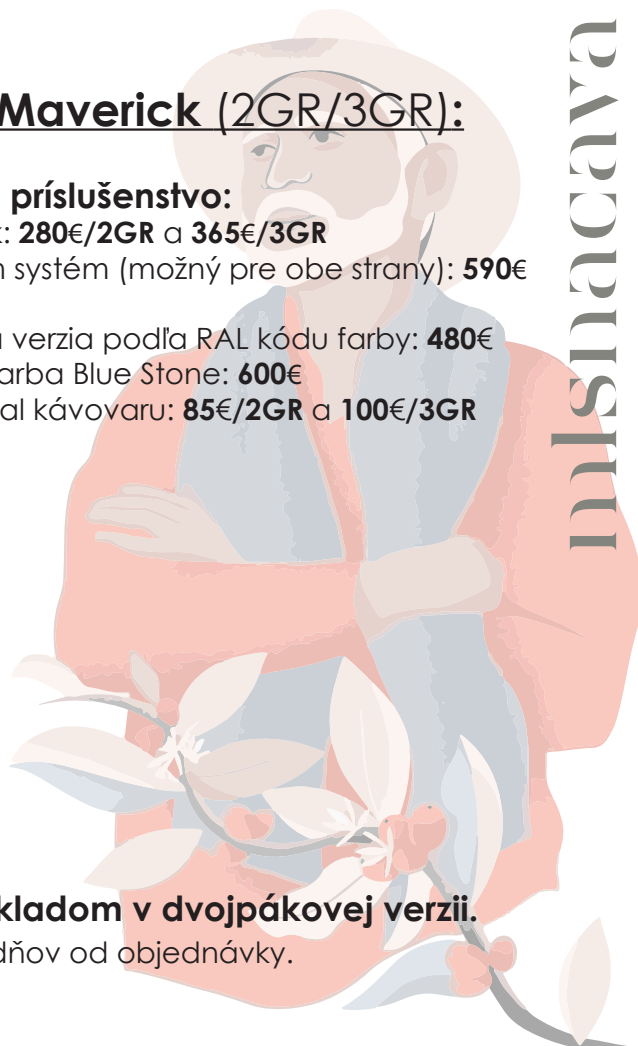 Maverick (2GR/3GR):
príslušenstvo:
: 280€/2GR a 365€/3GR
systém (možný pre obe strany): 590€
verzia podľa RAL kódu farby: 480€
arba Blue Stone: 600€
al kávovaru: 85€/2GR a 100€/3GR
kladom v dvojpákovej verzii.
dňov od objednávky.
mlsnacava